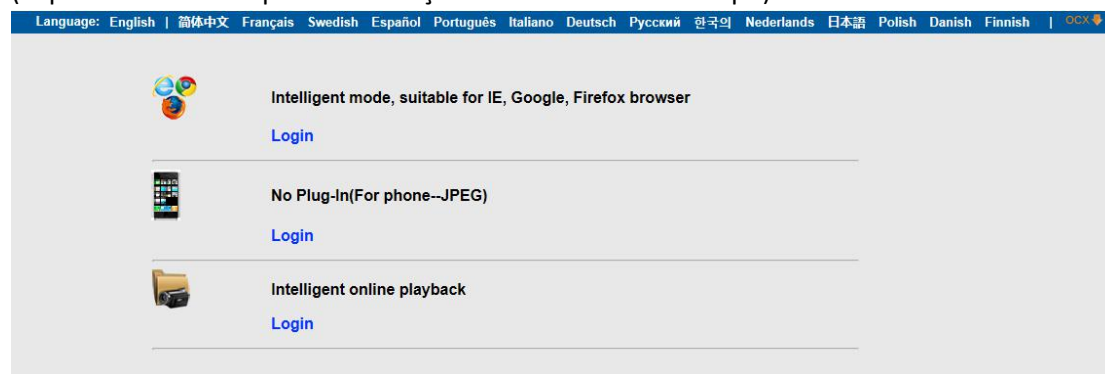 Language: English | 简体中文 Français Swedish Español Português Italiano Deutsch Русский 한국의 Nederlands 日本語 Polish Danish Finnish | OCX
Intelligent mode, suitable for IE, Google, Firefox browser
Login
No Plug-In(For phone--JPEG)
Login
Intelligent online playback
Login